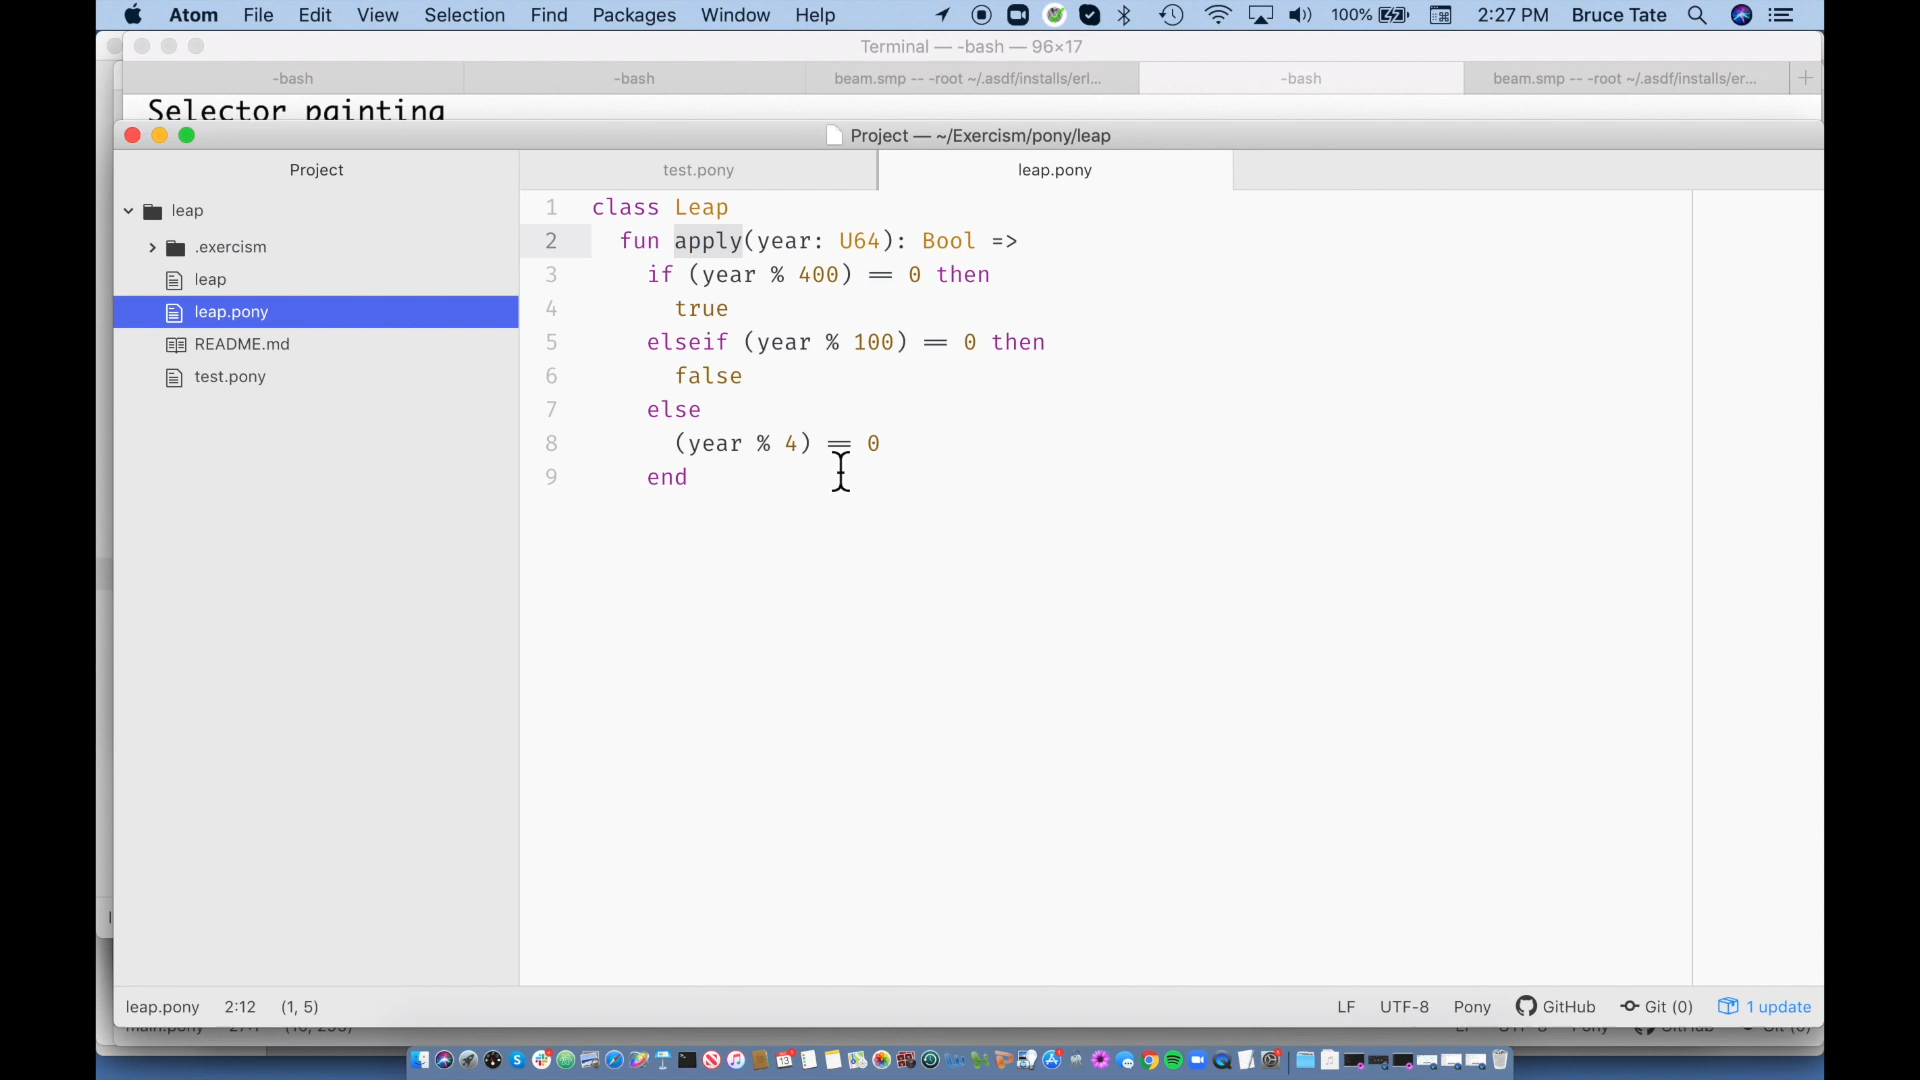 Atom File Edit View Selection Find Packages Window Help 100% 2:27 PM Bruce Tate
Terminal — -bash — 96×17
-bash -bash beam.smp -- -root ~/.asdf/installs/erl... -bash beam.smp -- -root ~/.asdf/installs/er... +
Selector painting
Project — ~/Exercism/pony/leap
Project
test.pony leap.pony
leap
.exercism
leap
leap.pony
README.md
test.pony
1 class Leap
2 fun apply(year: U64): Bool =>
3 if (year % 400) == 0 then
4 true
5 elseif (year % 100) == 0 then
6 false
7 else
8 (year % 4) == 0
9 end
leap.pony 2:12 (1, 5) LF UTF-8 Pony GitHub Git (0) 1 update